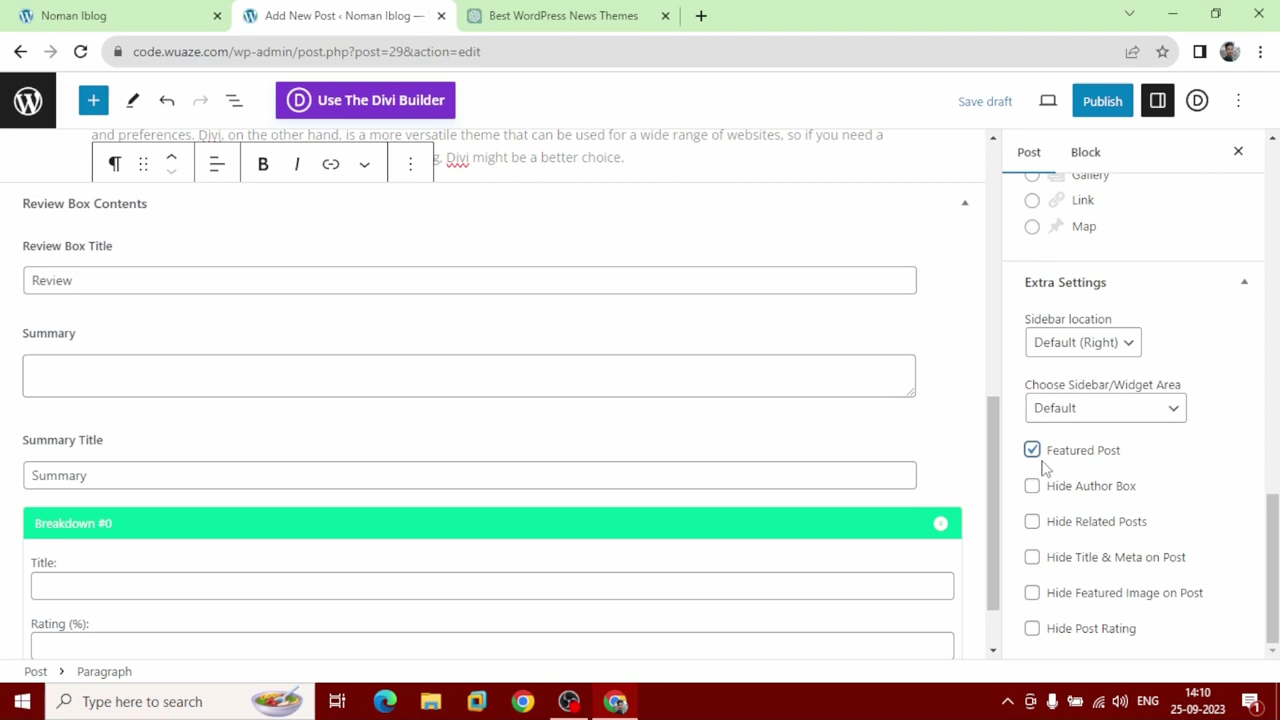 Noman Iblog
Add New Post ‹ Noman Iblog —
Best WordPress News Themes
code.wuaze.com/wp-admin/post.php?post=29&action=edit
Use The Divi Builder
Save draft
Publish
and preferences. Divi, on the other hand, is a more versatile theme that can be used for a wide range of websites, so if you need a
g, Divi might be a better choice.
B I
Review Box Contents
Review Box Title
Review
Summary
Summary Title
Summary
Breakdown #0
Title:
Rating (%):
Post Block
Gallery
Link
Map
Extra Settings
Sidebar location
Default (Right)
Choose Sidebar/Widget Area
Default
Featured Post
Hide Author Box
Hide Related Posts
Hide Title & Meta on Post
Hide Featured Image on Post
Hide Post Rating
Post › Paragraph
Type here to search
ENG
14:10
25-09-2023
1